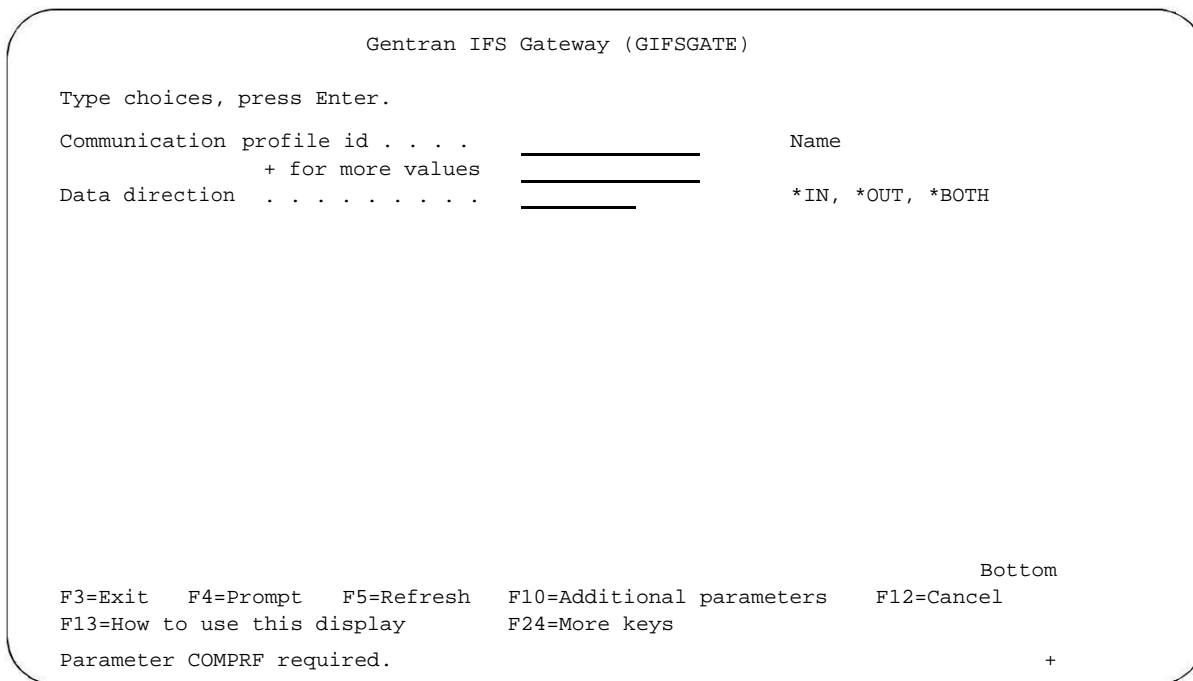 Gentran IFS Gateway (GIFSGATE)
Type choices, press Enter.
Communication profile id . . . . Name
+ for more values
Data direction . . . . . . . . . *IN, *OUT, *BOTH
Bottom
F3=Exit F4=Prompt F5=Refresh F10=Additional parameters F12=Cancel
F13=How to use this display F24=More keys
Parameter COMPRF required. +